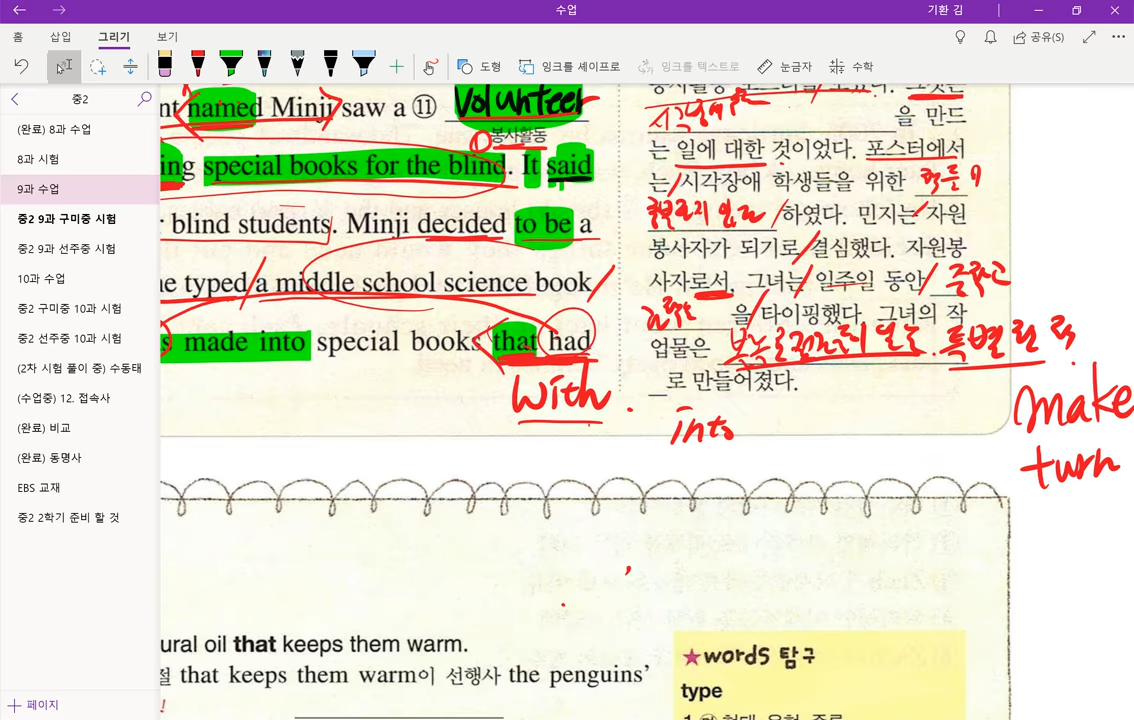 수업
기환 김
홈 삽입 그리기 보기
공유(S)
도형
잉크를 셰이프로
잉크를 텍스트로
눈금자
수학
중2
(완료) 8과 수업
8과 시험
9과 수업
중2 9과 구미중 시험
중2 9과 선주중 시험
10과 수업
중2 구미중 10과 시험
중2 선주중 10과 시험
(2차 시험 풀이 중) 수동태
(수업중) 12. 접속사
(완료) 비교
(완료) 동명사
EBS 교재
중2 2학기 준비 할 것
페이지
nt named Minji saw a ⑪ Volunteer
봉사활동
ing special books for the blind. It said
r blind students. Minji decided to be a
he typed a middle school science book
s made into special books that had
with.
을 만드
는 일에 대한 것이었다. 포스터에서
는 시각장애 학생들을 위한 책들이
하였다. 민지는 자원
봉사자가 되기로 결심했다. 자원봉
사자로서, 그녀는 일주일 동안 중학교
을 타이핑했다. 그녀의 작
업물은 특별한 책
로 만들어졌다.
into
make
turn
ural oil that keeps them warm.
절 that keeps them warm이 선행사 the penguins'
!
★words 탐구
type